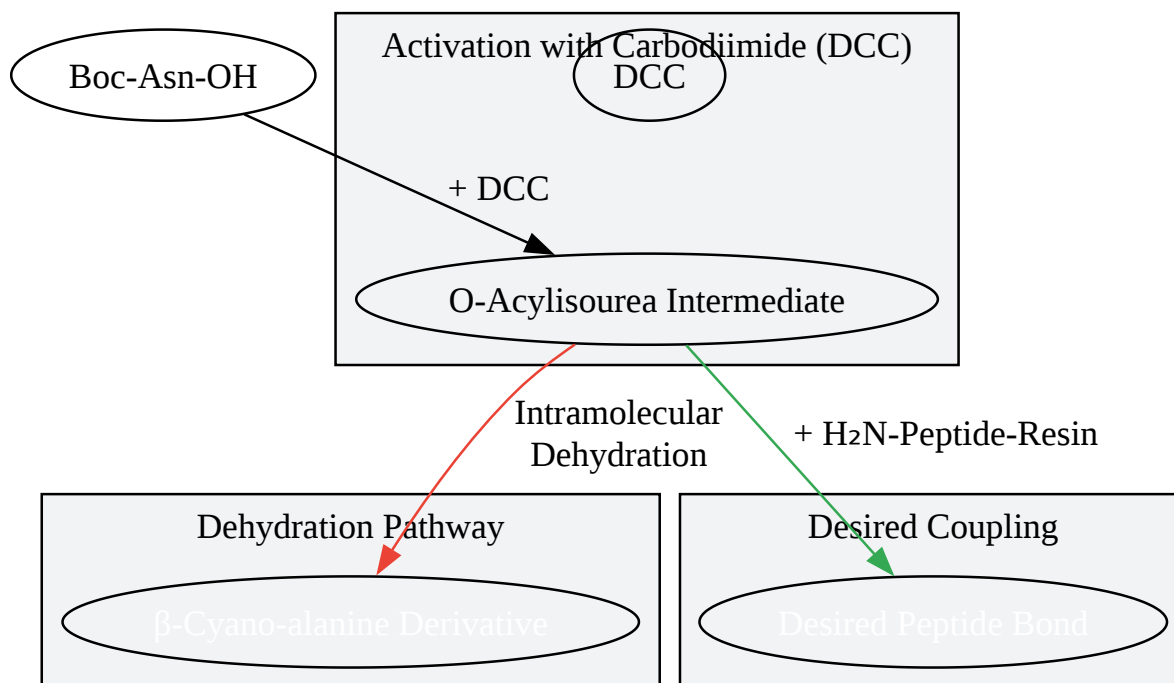 Activation with Carbodiimide (DCC)
Boc-Asn-OH
DCC
+ DCC
O-Acylisourea Intermediate
Intramolecular
Dehydration
+ H₂N-Peptide-Resin
Dehydration Pathway
Desired Coupling
β-Cyano-alanine Derivative
Desired Peptide Bond